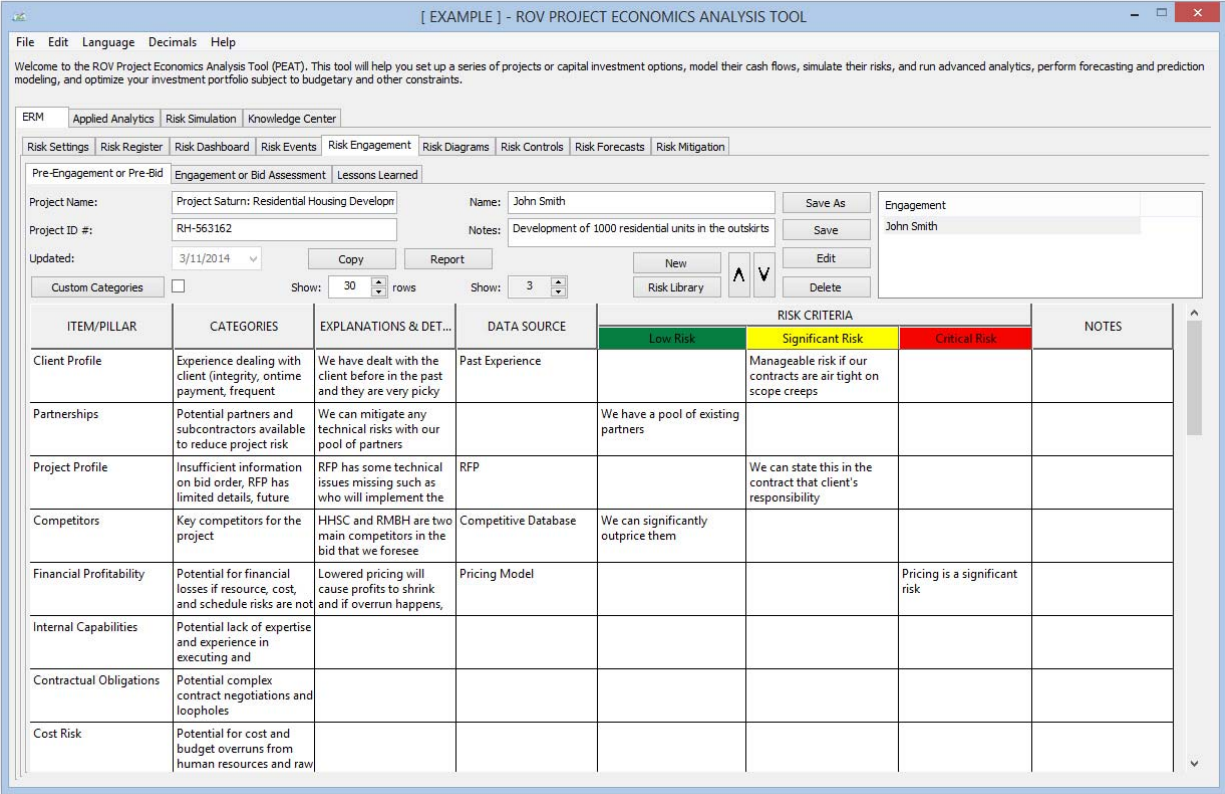 [ EXAMPLE ] - ROV PROJECT ECONOMICS ANALYSIS TOOL
File Edit Language Decimals Help
Welcome to the ROV Project Economics Analysis Tool (PEAT). This tool will help you set up a series of projects or capital investment options, model their cash flows, simulate their risks, and run advanced analytics, perform forecasting and prediction
modeling, and optimize your investment portfolio subject to budgetary and other constraints.
ERM Applied Analytics Risk Simulation Knowledge Center
Risk Settings Risk Register Risk Dashboard Risk Events Risk Engagement Risk Diagrams Risk Controls Risk Forecasts Risk Mitigation
Pre-Engagement or Pre-Bid Engagement or Bid Assessment Lessons Learned
Project Name: Project Saturn: Residential Housing Developm Name: John Smith Save As Engagement
Project ID #: RH-563162 Notes: Development of 1000 residential units in the outskirts Save John Smith
Updated: 3/11/2014 Copy Report New Edit
Custom Categories Show: 30 rows Show: 3 Risk Library Delete
ITEM/PILLAR CATEGORIES EXPLANATIONS & DET... DATA SOURCE RISK CRITERIA NOTES
Low Risk Significant Risk Critical Risk
Client Profile
Experience dealing with
client (integrity, ontime
payment, frequent
We have dealt with the
client before in the past
and they are very picky
Past Experience
Manageable risk if our
contracts are air tight on
scope creeps
Partnerships
Potential partners and
subcontractors available
to reduce project risk
We can mitigate any
technical risks with our
pool of partners
We have a pool of existing
partners
Project Profile
Insufficient information
on bid order, RFP has
limited details, future
RFP has some technical
issues missing such as
who will implement the
RFP
We can state this in the
contract that client's
responsibility
Competitors
Key competitors for the
project
HHSC and RMBH are two
main competitors in the
bid that we foresee
Competitive Database
We can significantly
outprice them
Financial Profitability
Potential for financial
losses if resource, cost,
and schedule risks are not
Lowered pricing will
cause profits to shrink
and if overrun happens,
Pricing Model
Pricing is a significant
risk
Internal Capabilities
Potential lack of expertise
and experience in
executing and
Contractual Obligations
Potential complex
contract negotiations and
loopholes
Cost Risk
Potential for cost and
budget overruns from
human resources and raw